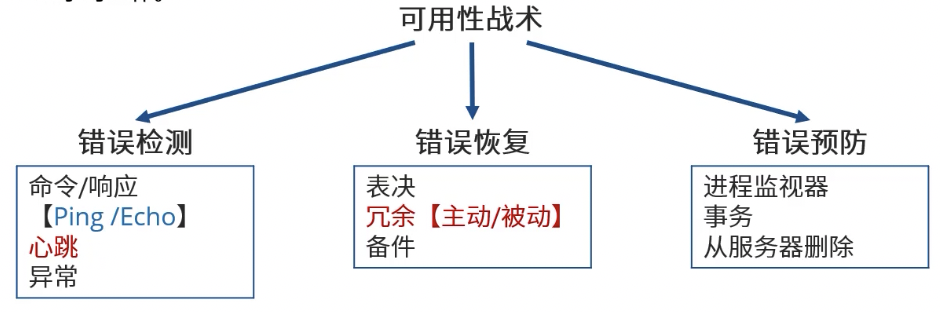 可用性战术
错误检测
命令/响应
【Ping /Echo】
心跳
异常
错误恢复
表决
冗余【主动/被动】
备件
错误预防
进程监视器
事务
从服务器删除